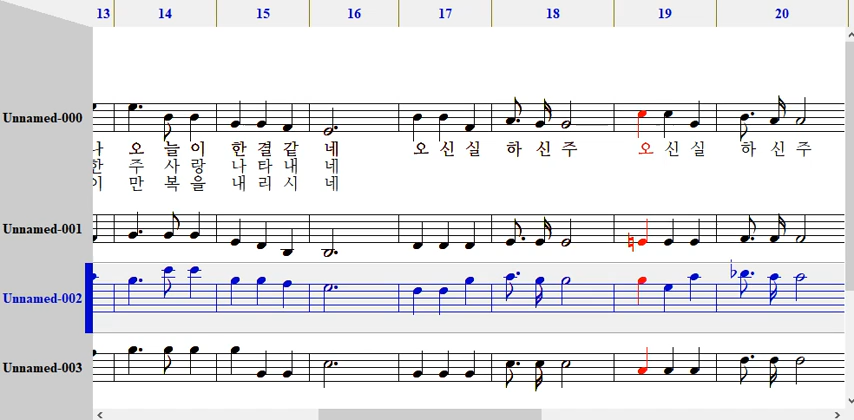 13 14 15 16 17 18 19 20
Unnamed-000
나 오 늘 이 한 결 같 네 오 신 실 하 신 주 오 신 실 하 신 주
한 주 사 랑 나 타 내 네
이 만 복 을 내 리 시 네
Unnamed-001
Unnamed-002
Unnamed-003